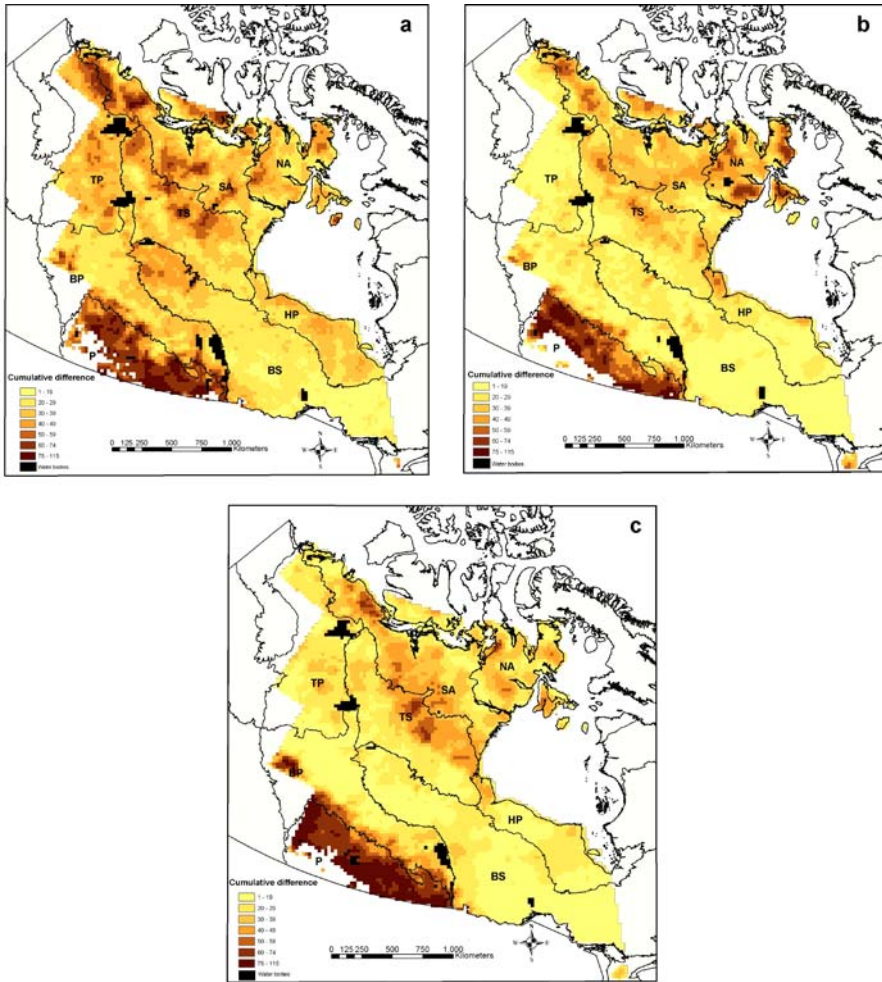 a
TP
NA
SA
TS
BP
HP
P
BS
Cumulative difference
1 - 19
20 - 29
30 - 39
40 - 49
50 - 59
60 - 74
75 - 115
Water bodies
0 125 250 500 750 1.000
Kilometers
N
W E
S
b
TP
NA
SA
TS
BP
HP
P
BS
Cumulative difference
1 - 19
20 - 29
30 - 39
40 - 49
50 - 59
60 - 74
75 - 115
Water bodies
0 125 250 500 750 1.000
Kilometers
N
W E
S
c
TP
NA
SA
TS
BP
HP
P
BS
Cumulative difference
1 - 19
20 - 29
30 - 39
40 - 49
50 - 59
60 - 74
75 - 115
Water bodies
0 125 250 500 750 1.000
Kilometers
N
W E
S